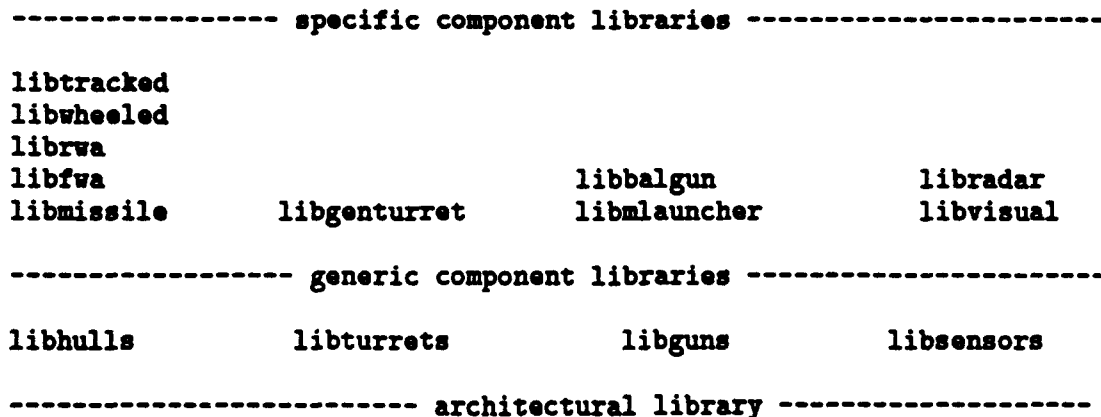 ----------------- specific component libraries -----------------------
libtracked
libwheeled
librwa
libfwa libbalgun libradar
libmissile libgenturret libmlauncher libvisual
------------------ generic component libraries -----------------------
libhulls libturrets libguns libsensors
-------------------------- architectural library --------------------